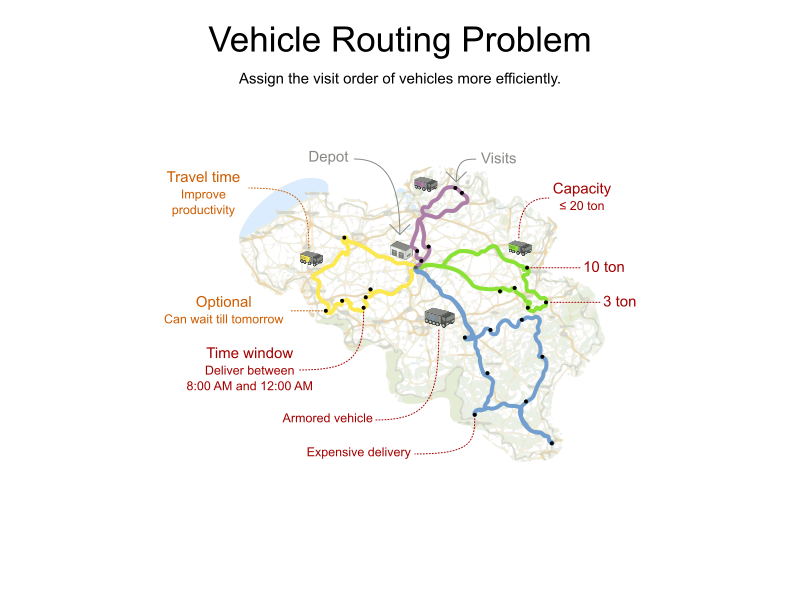 Vehicle Routing Problem
Assign the visit order of vehicles more efficiently.
Depot
Visits
Travel time
Improve
productivity
Capacity
≤ 20 ton
10 ton
3 ton
Optional
Can wait till tomorrow
Time window
Deliver between
8:00 AM and 12:00 AM
Armored vehicle
Expensive delivery